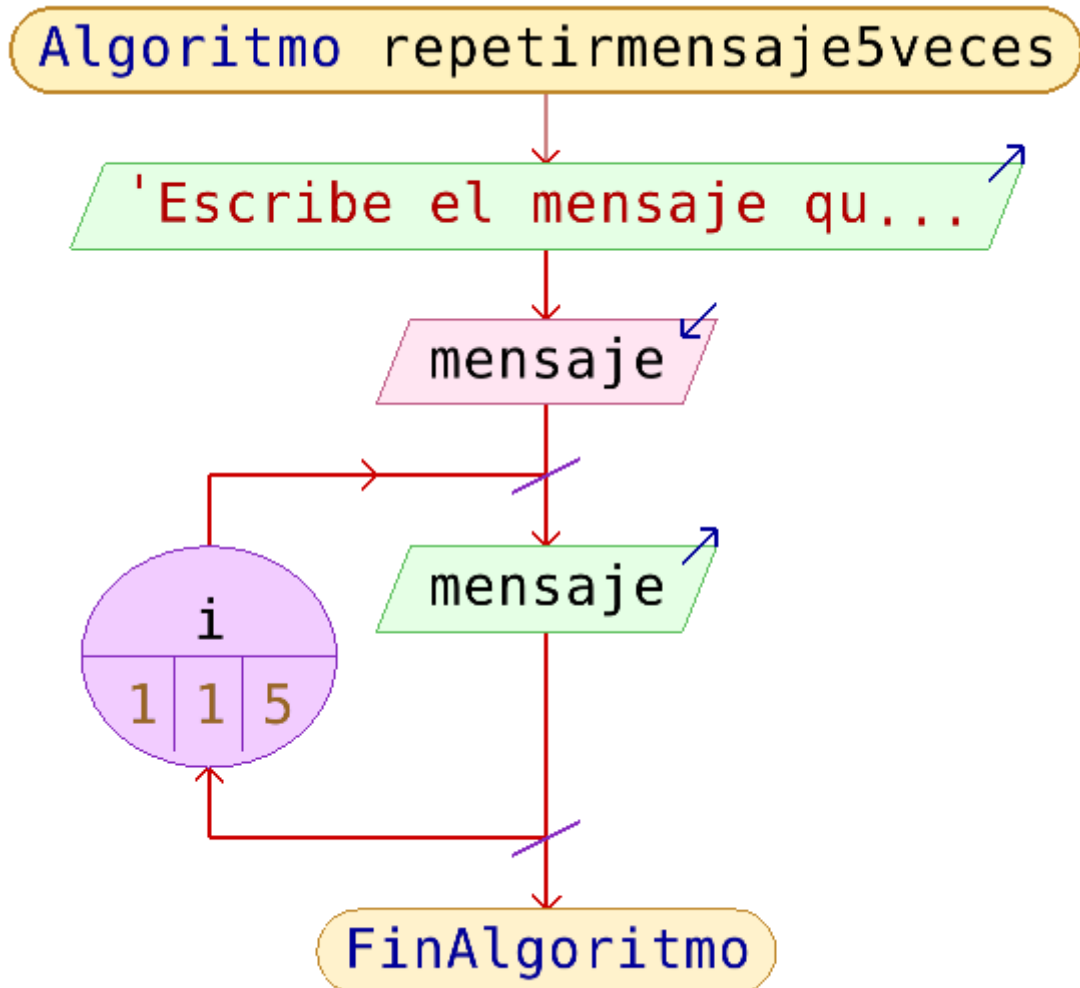 Algoritmo repetirmensaje5veces
'Escribe el mensaje qu...
mensaje
mensaje
i
1 1 5
FinAlgoritmo